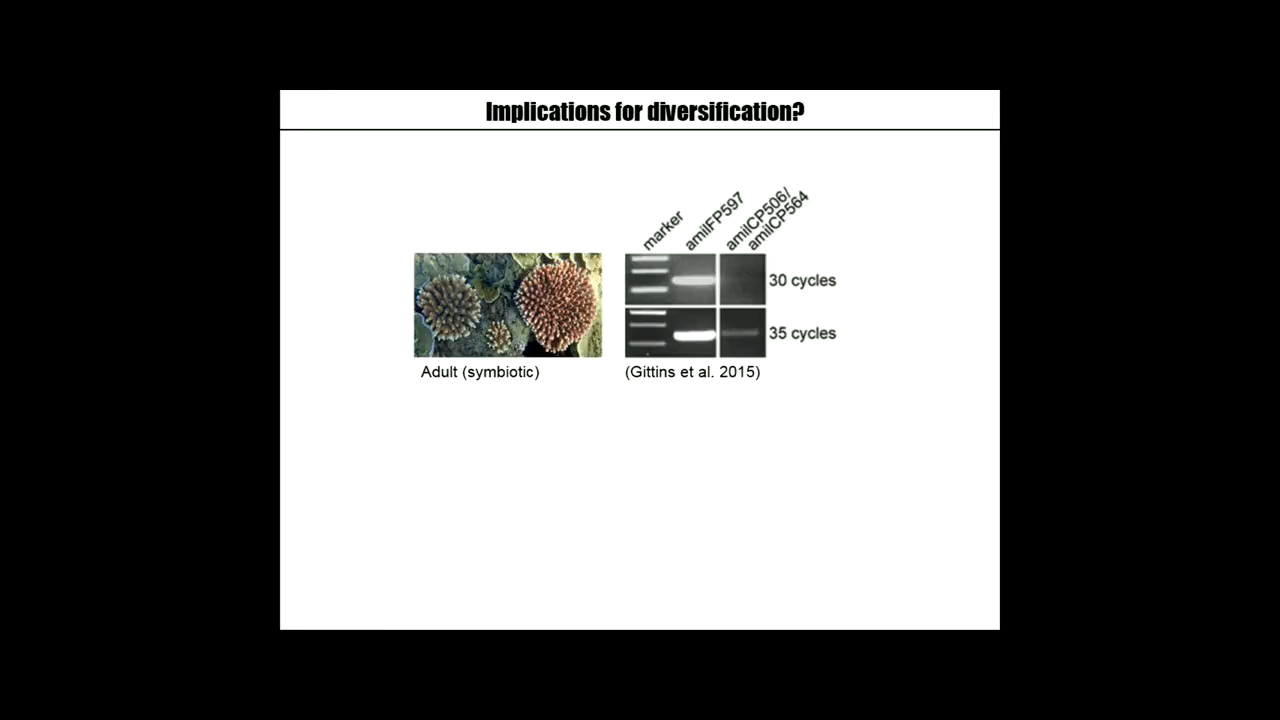 Implications for diversification?
marker
amilFP597
amilCP506/
amilCP564
30 cycles
35 cycles
Adult (symbiotic)
(Gittins et al. 2015)